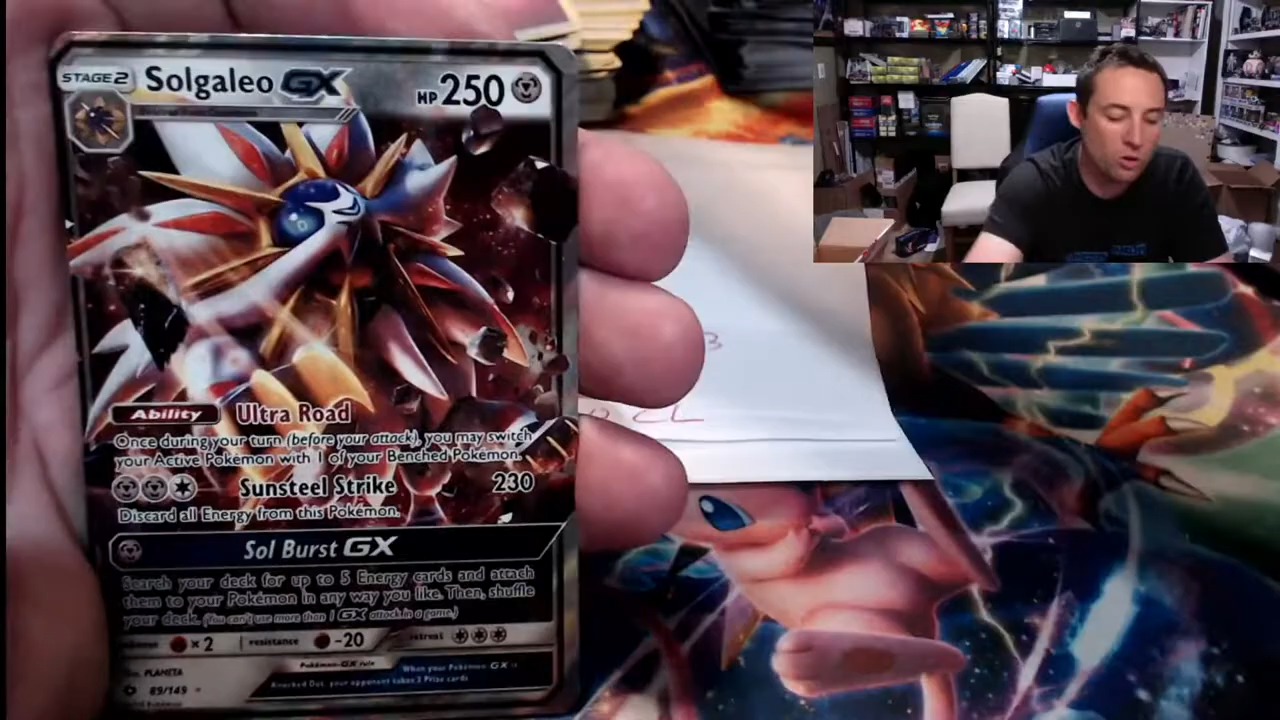 STAGE2 Solgaleo GX HP 250
Ability Ultra Road
Once during your turn (before your attack), you may switch
your Active Pokémon with 1 of your Benched Pokémon.
Sunsteel Strike 230
Discard all Energy from this Pokémon.
Sol Burst GX
Search your deck for up to 5 Energy cards and attach
them to your Pokémon in any way you like. Then, shuffle
your deck. (You can't use more than 1 GX attack in a game.)
×2 resistance -20 retreat
Pokémon-GX rule When your Pokémon-GX is
Knocked Out, your opponent takes 2 Prize cards
PLANETA
89/149
B
CL